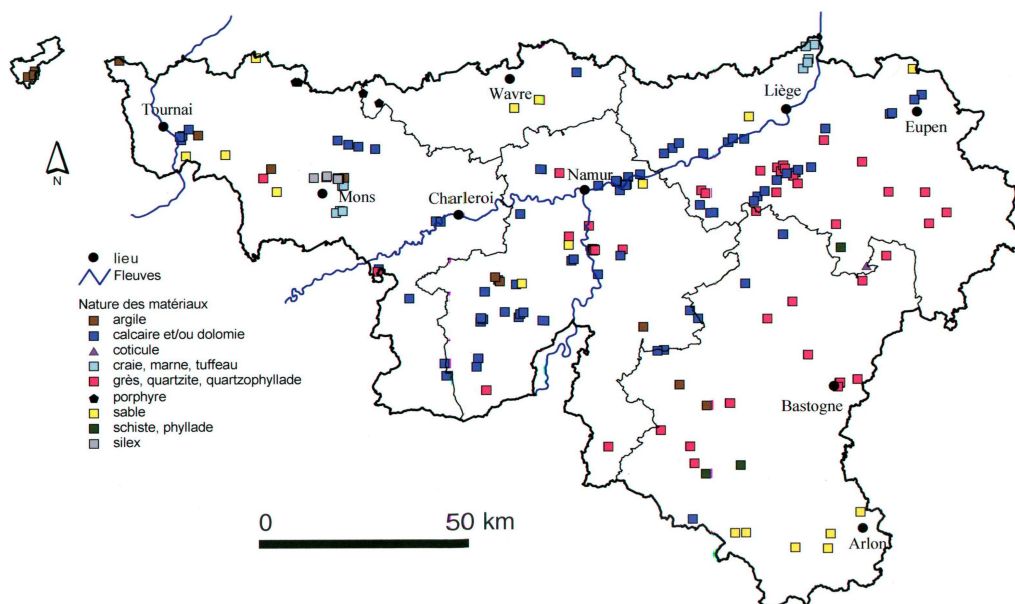 Wavre
Liège
Tournai
Eupen
N
Namur
Mons
Charleroi
lieu
Fleuves
Nature des matériaux
argile
calcaire et/ou dolomie
coticule
craie, marne, tuffeau
grès, quartzite, quartzophyllade
porphyre
sable
schiste, phyllade
silex
Bastogne
0 50 km
Arlon